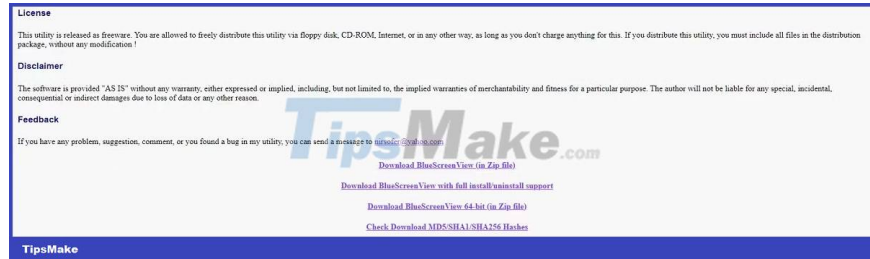 License
This utility is released as freeware. You are allowed to freely distribute this utility via floppy disk, CD-ROM, Internet, or in any other way, as long as you don't charge anything for this. If you distribute this utility, you must include all files in the distribution
package, without any modification !
Disclaimer
The software is provided "AS IS" without any warranty, either expressed or implied, including, but not limited to, the implied warranties of merchantability and fitness for a particular purpose. The author will not be liable for any special, incidental,
consequential or indirect damages due to loss of data or any other reason.
Feedback
If you have any problem, suggestion, comment, or you found a bug in my utility, you can send a message to nirsofer@yahoo.com
TipsMake.com
Download BlueScreenView (in Zip file)
Download BlueScreenView with full install/uninstall support
Download BlueScreenView 64-bit (in Zip file)
Check Download MD5/SHA1/SHA256 Hashes
TipsMake